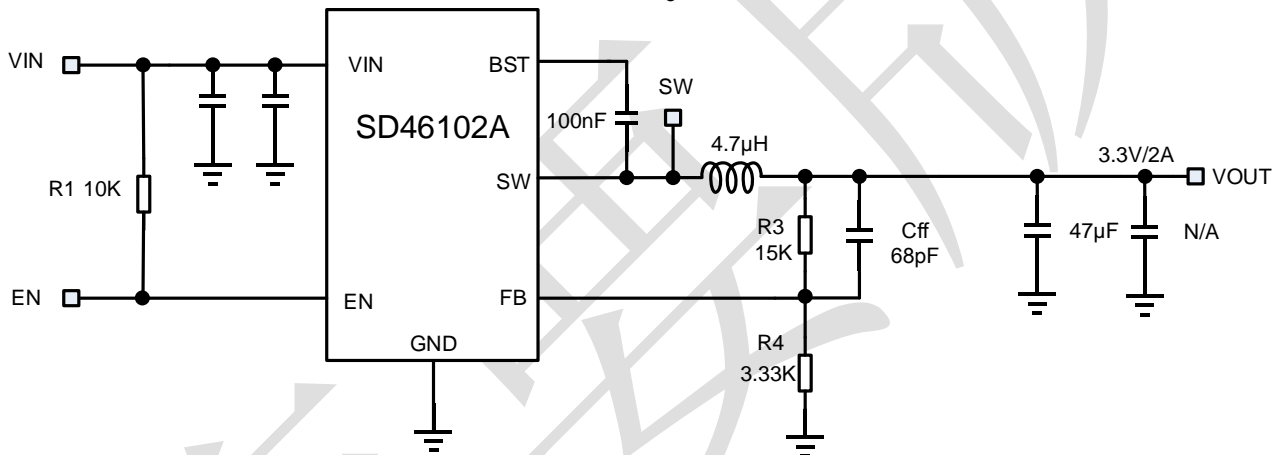 VIN
VIN
BST
SW
SD46102A
100nF
4.7µH
3.3V/2A
VOUT
R1 10K
SW
R3
15K
Cff
68pF
47µF
N/A
EN
EN
FB
GND
R4
3.33K